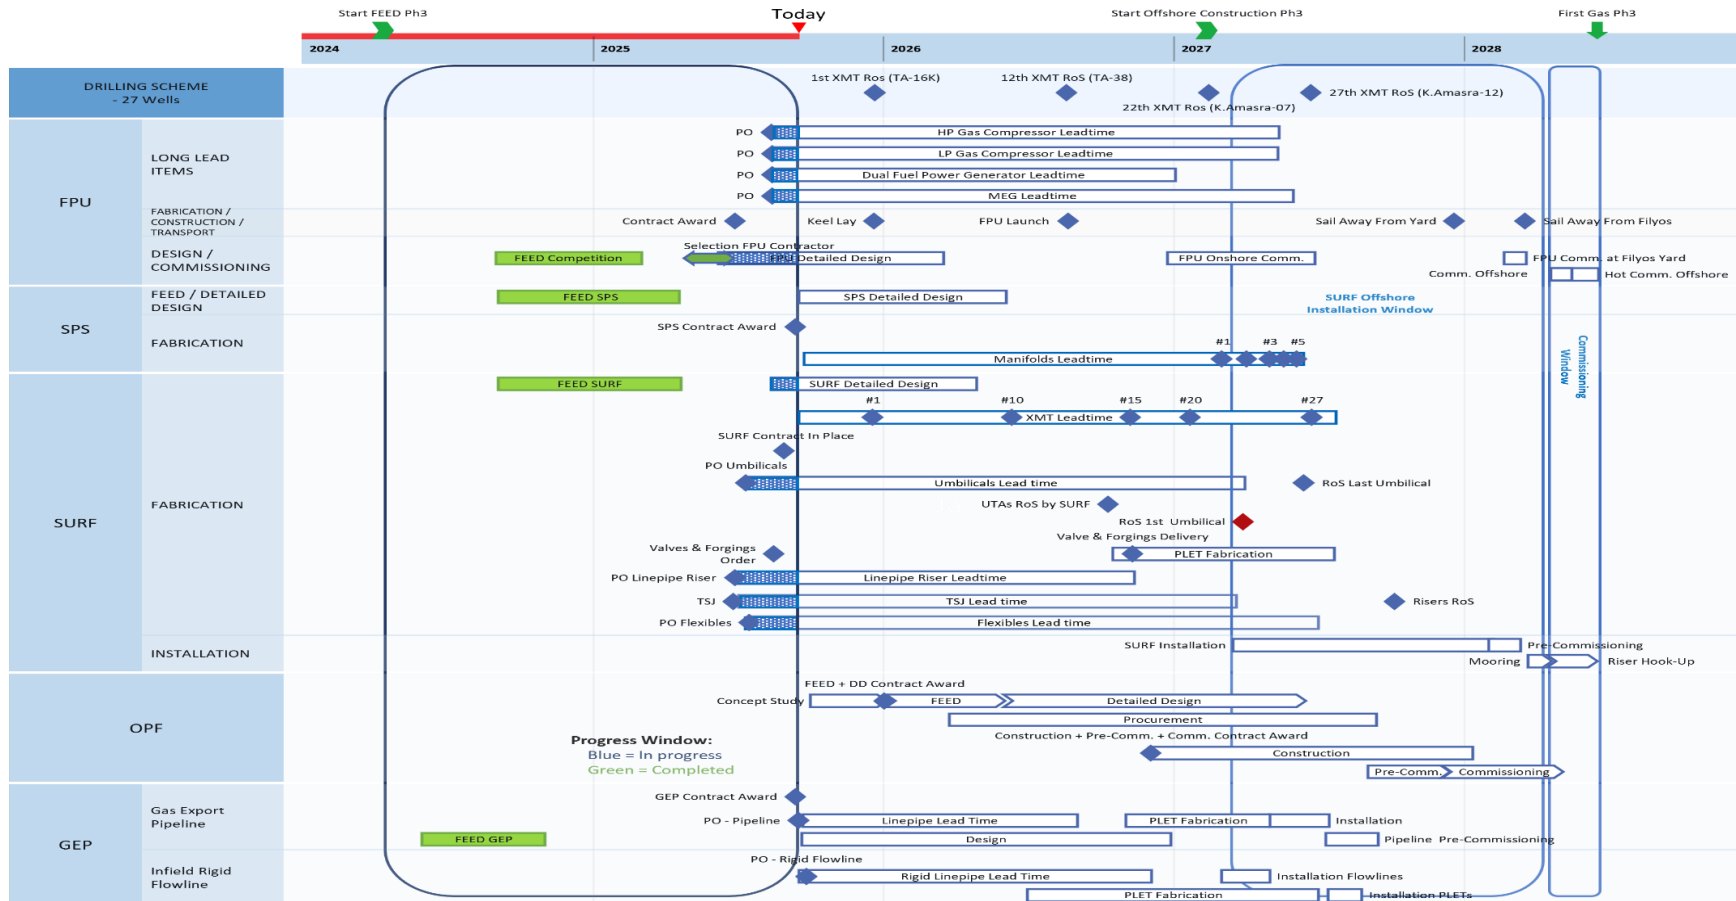 Start FEED Ph3
Today
Start Offshore Construction Ph3
First Gas Ph3
2024
2025
2026
2027
2028
DRILLING SCHEME
- 27 Wells
1st XMT Ros (TA-16K)
12th XMT RoS (TA-38)
22th XMT Ros (K.Amasra-07)
27th XMT RoS (K.Amasra-12)
FPU
LONG LEAD
ITEMS
PO
HP Gas Compressor Leadtime
PO
LP Gas Compressor Leadtime
PO
Dual Fuel Power Generator Leadtime
PO
MEG Leadtime
FABRICATION /
CONSTRUCTION /
TRANSPORT
Contract Award
Keel Lay
FPU Launch
Sail Away From Yard
Sail Away From Filyos
DESIGN /
COMMISSIONING
FEED Competition
Selection FPU Contractor
FPU Detailed Design
FPU Onshore Comm.
FPU Comm. at Filyos Yard
Comm. Offshore
Hot Comm. Offshore
SPS
FEED / DETAILED
DESIGN
FEED SPS
SPS Detailed Design
SURF Offshore
Installation Window
FABRICATION
SPS Contract Award
Manifolds Leadtime
#1
#3
#5
Commissioning
Window
SURF
FEED SURF
SURF Detailed Design
FABRICATION
#1
#10
#15
#20
#27
XMT Leadtime
SURF Contract In Place
PO Umbilicals
Umbilicals Lead time
RoS Last Umbilical
UTAs RoS by SURF
RoS 1st Umbilical
Valve & Forgings Delivery
Valves & Forgings
Order
PLET Fabrication
PO Linepipe Riser
Linepipe Riser Leadtime
TSJ
TSJ Lead time
Risers RoS
PO Flexibles
Flexibles Lead time
INSTALLATION
SURF Installation
Pre-Commissioning
Mooring
Riser Hook-Up
OPF
FEED + DD Contract Award
Concept Study
FEED
Detailed Design
Procurement
Construction + Pre-Comm. + Comm. Contract Award
Construction
Pre-Comm.
Commissioning
Progress Window:
Blue = In progress
Green = Completed
GEP
Gas Export
Pipeline
GEP Contract Award
PO - Pipeline
Linepipe Lead Time
PLET Fabrication
Installation
FEED GEP
Design
Pipeline Pre-Commissioning
Infield Rigid
Flowline
PO - Rigid Flowline
Rigid Linepipe Lead Time
Installation Flowlines
PLET Fabrication
Installation PLETs